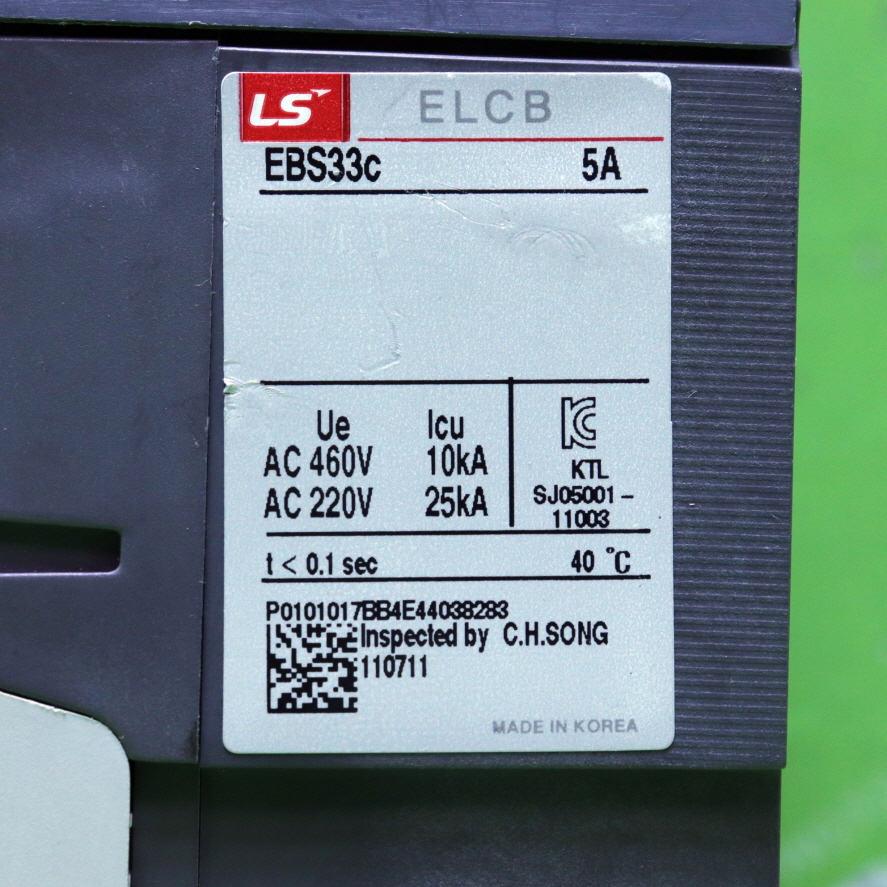 LS ELCB
EBS33c 5A
Ue Icu
AC 460V 10kA
AC 220V 25kA
KC
KTL
SJ05001-
11003
t < 0.1 sec 40 °C
P0101017BB4E44038283
Inspected by C.H.SONG
110711
MADE IN KOREA